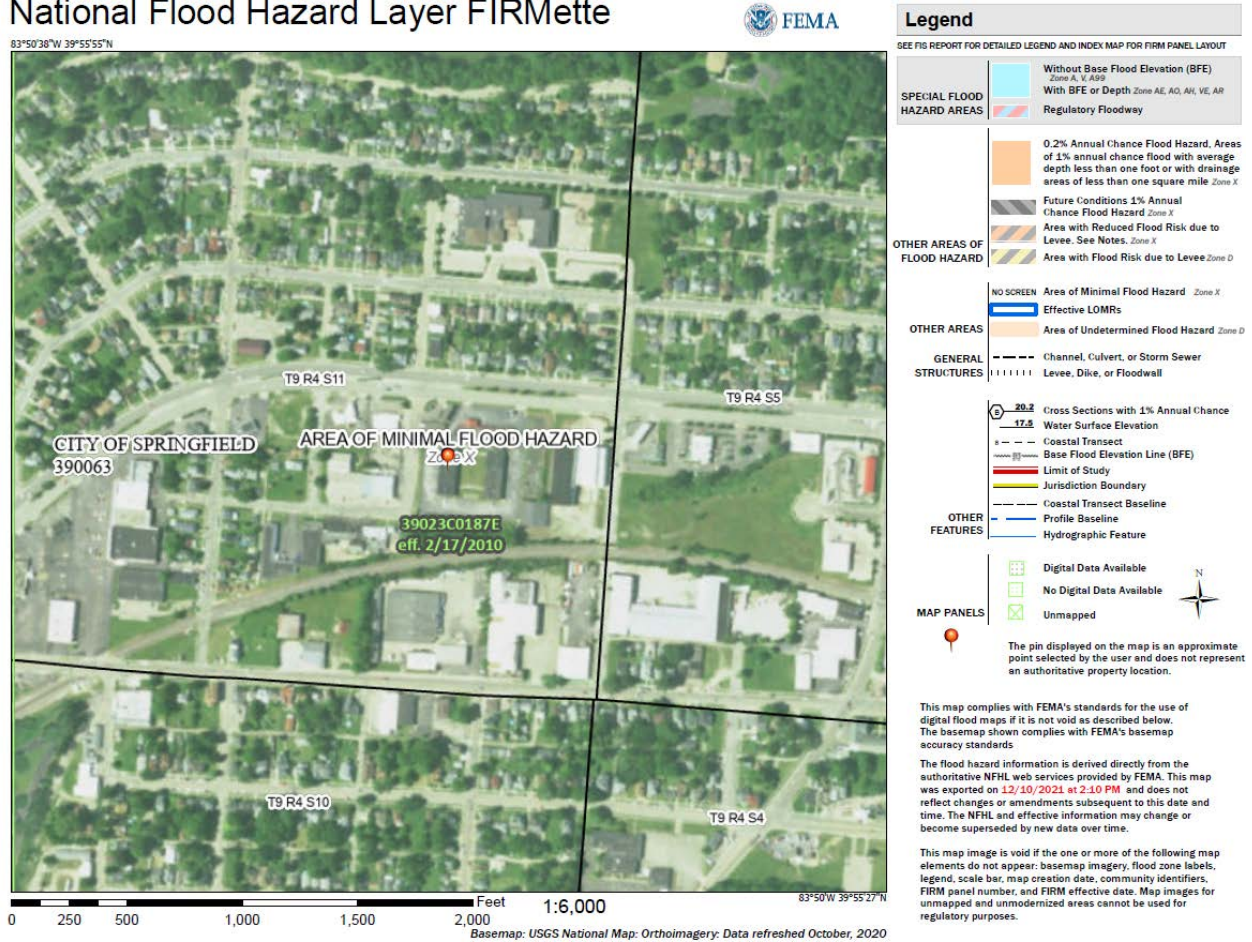 National Flood Hazard Layer FIRMette
FEMA
83°50'38"W 39°55'55"N
T9 R4 S11
T9 R4 S5
CITY OF SPRINGFIELD
390063
AREA OF MINIMAL FLOOD HAZARD
Zone X
39023C0187E
eff. 2/17/2010
T9 R4 S10
T9 R4 S4
83°50'W 39°55'27"N
Feet
1:6,000
0 250 500 1,000 1,500 2,000
Basemap: USGS National Map: Orthoimagery: Data refreshed October, 2020
Legend
SEE FIS REPORT FOR DETAILED LEGEND AND INDEX MAP FOR FIRM PANEL LAYOUT
SPECIAL FLOOD
HAZARD AREAS
Without Base Flood Elevation (BFE)
Zone A, V, A99
With BFE or Depth Zone AE, AO, AH, VE, AR
Regulatory Floodway
0.2% Annual Chance Flood Hazard, Areas
of 1% annual chance flood with average
depth less than one foot or with drainage
areas of less than one square mile Zone X
Future Conditions 1% Annual
Chance Flood Hazard Zone X
Area with Reduced Flood Risk due to
Levee. See Notes. Zone X
Area with Flood Risk due to Levee Zone D
OTHER AREAS OF
FLOOD HAZARD
NO SCREEN Area of Minimal Flood Hazard Zone X
Effective LOMRs
OTHER AREAS
Area of Undetermined Flood Hazard Zone D
GENERAL
STRUCTURES
Channel, Culvert, or Storm Sewer
Levee, Dike, or Floodwall
B 20.2 Cross Sections with 1% Annual Chance
17.5 Water Surface Elevation
8 Coastal Transect
Base Flood Elevation Line (BFE)
Limit of Study
Jurisdiction Boundary
Coastal Transect Baseline
OTHER
FEATURES
Profile Baseline
Hydrographic Feature
Digital Data Available
No Digital Data Available
Unmapped
MAP PANELS
N
The pin displayed on the map is an approximate
point selected by the user and does not represent
an authoritative property location.
This map complies with FEMA's standards for the use of
digital flood maps if it is not void as described below.
The basemap shown complies with FEMA's basemap
accuracy standards
The flood hazard information is derived directly from the
authoritative NFHL web services provided by FEMA. This map
was exported on 12/10/2021 at 2:10 PM and does not
reflect changes or amendments subsequent to this date and
time. The NFHL and effective information may change or
become superseded by new data over time.
This map image is void if the one or more of the following map
elements do not appear: basemap imagery, flood zone labels,
legend, scale bar, map creation date, community identifiers,
FIRM panel number, and FIRM effective date. Map images for
unmapped and unmodernized areas cannot be used for
regulatory purposes.